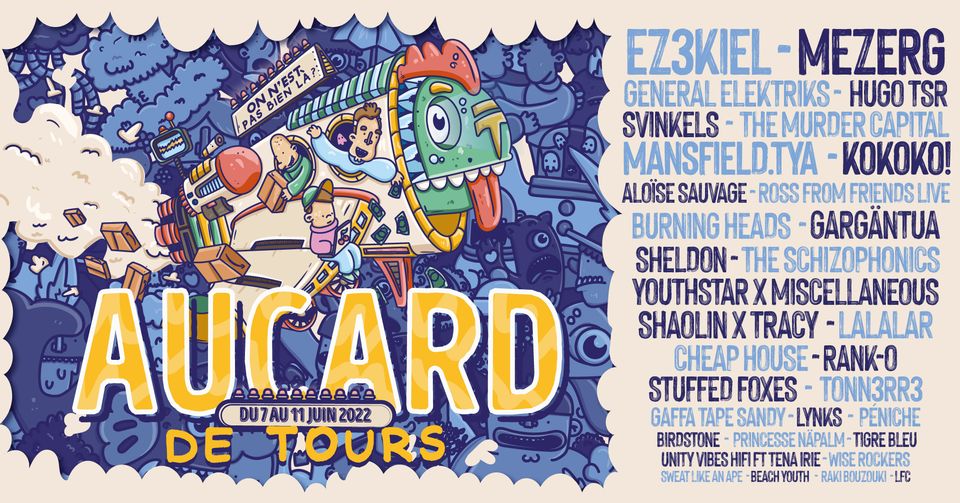 ON N'EST
PAS BIEN LÀ?
AUCARD
DU 7 AU 11 JUIN 2022
DE TOURS
EZ3KIEL - MEZERG
GENERAL ELEKTRIKS - HUGO TSR
SVINKELS - THE MURDER CAPITAL
MANSFIELD.TYA - KOKOKO!
ALOÏSE SAUVAGE - ROSS FROM FRIENDS LIVE
BURNING HEADS - GARGÄNTUA
SHELDON - THE SCHIZOPHONICS
YOUTHSTAR X MISCELLANEOUS
SHAOLIN X TRACY - LALALAR
CHEAP HOUSE - RANK-O
STUFFED FOXES - TONN3RR3
GAFFA TAPE SANDY - LYNKS - PÉNICHE
BIRDSTONE - PRINCESSE NÀPALM - TIGRE BLEU
UNITY VIBES HIFI FT TENA IRIE - WISE ROCKERS
SWEAT LIKE AN APE - BEACH YOUTH - RAKI BOUZOUKI - LFC